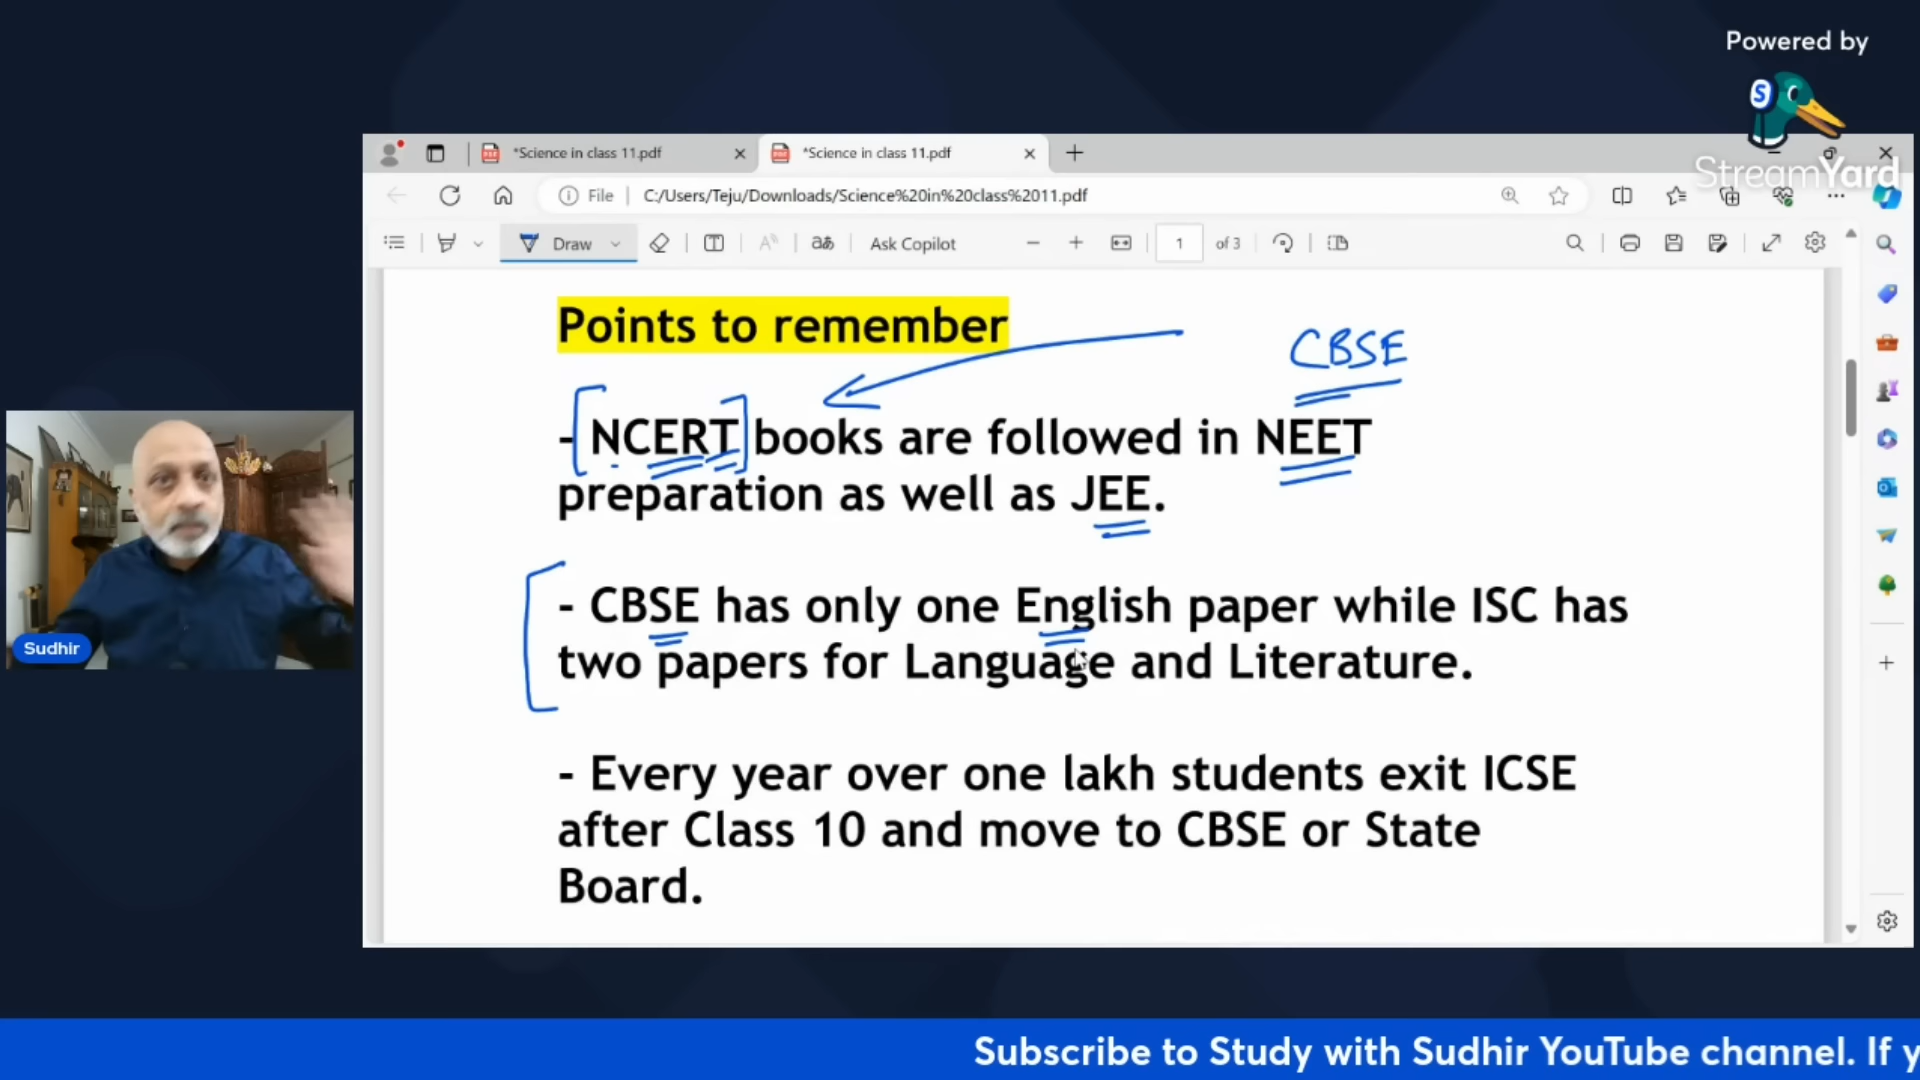 Powered by
StreamYard
*Science in class 11.pdf
*Science in class 11.pdf
File
C:/Users/Teju/Downloads/Science%20in%20class%2011.pdf
Draw
Ask Copilot
1
of 3
Points to remember
CBSE
- NCERT books are followed in NEET
preparation as well as JEE.
- CBSE has only one English paper while ISC has
two papers for Language and Literature.
- Every year over one lakh students exit ICSE
after Class 10 and move to CBSE or State
Board.
Sudhir
Subscribe to Study with Sudhir YouTube channel. If y